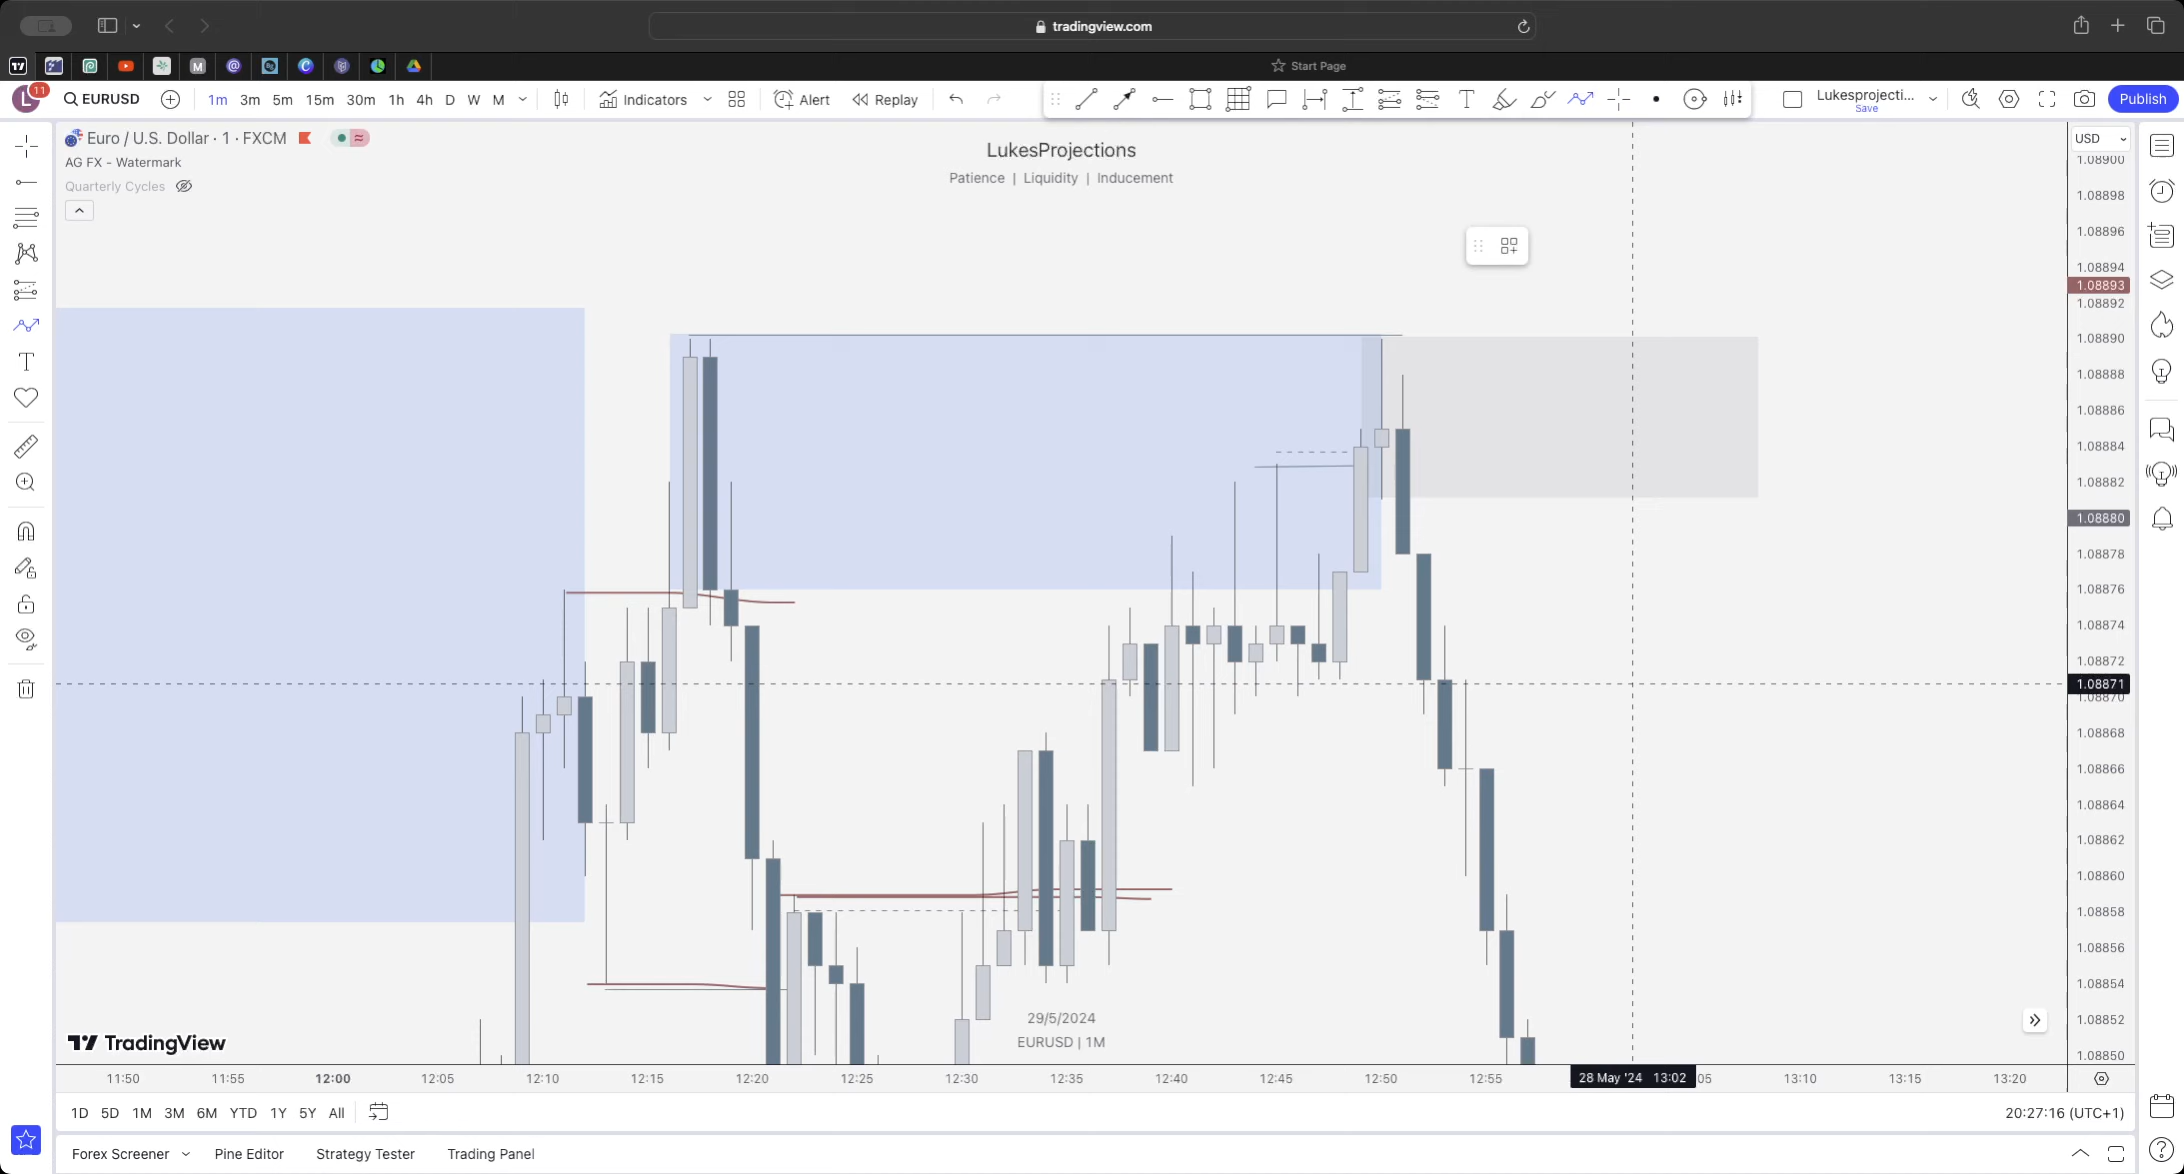 tradingview.com
Start Page
L 11
EURUSD
1m 3m 5m 15m 30m 1h 4h D W M
Indicators
Alert
Replay
Lukesprojecti...
Save
Publish
Euro / U.S. Dollar · 1 · FXCM
AG FX - Watermark
Quarterly Cycles
LukesProjections
Patience | Liquidity | Inducement
USD
1.08900
1.08898
1.08896
1.08894
1.08893
1.08892
1.08890
1.08888
1.08886
1.08884
1.08882
1.08880
1.08878
1.08876
1.08874
1.08872
1.08871
1.08870
1.08868
1.08866
1.08864
1.08862
1.08860
1.08858
1.08856
1.08854
1.08852
1.08850
29/5/2024
EURUSD | 1M
TradingView
11:50 11:55 12:00 12:05 12:10 12:15 12:20 12:25 12:30 12:35 12:40 12:45 12:50 12:55 28 May '24 13:02 05 13:10 13:15 13:20
1D 5D 1M 3M 6M YTD 1Y 5Y All
20:27:16 (UTC+1)
Forex Screener Pine Editor Strategy Tester Trading Panel